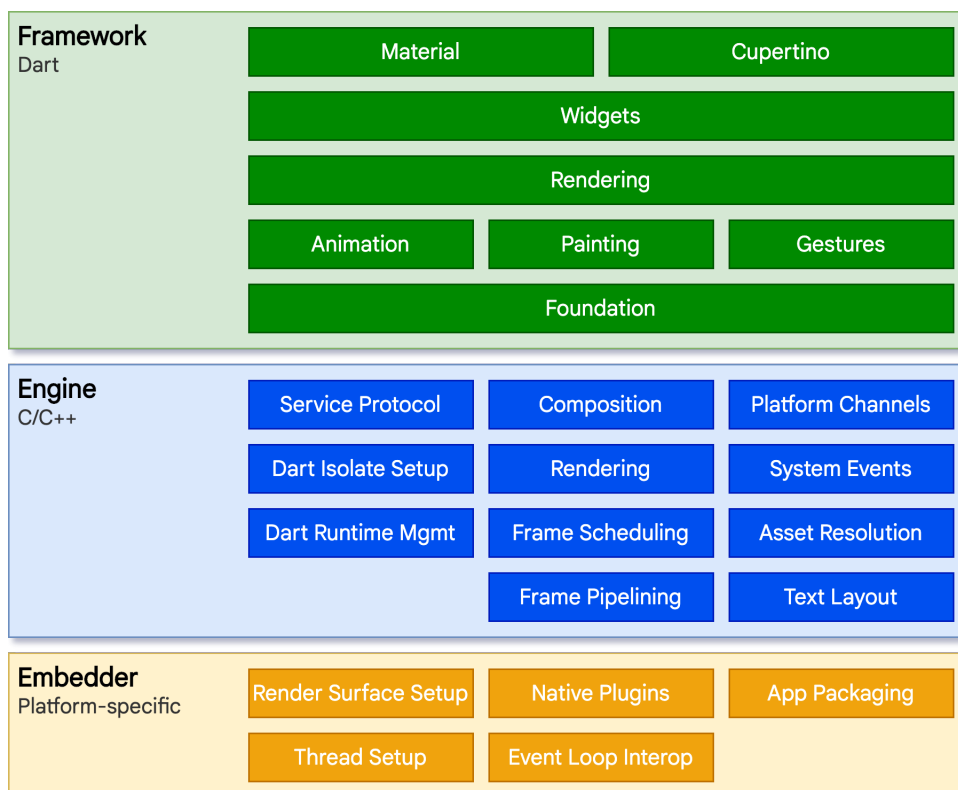 Framework
Dart
Material
Cupertino
Widgets
Rendering
Animation
Painting
Gestures
Foundation
Engine
C/C++
Service Protocol
Composition
Platform Channels
Dart Isolate Setup
Rendering
System Events
Dart Runtime Mgmt
Frame Scheduling
Asset Resolution
Frame Pipelining
Text Layout
Embedder
Platform-specific
Render Surface Setup
Native Plugins
App Packaging
Thread Setup
Event Loop Interop